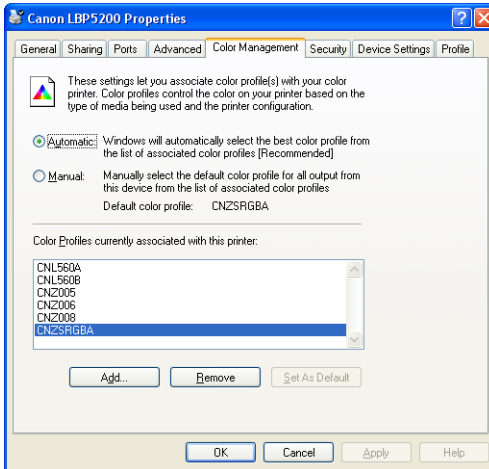 Canon LBP5200 Properties
General Sharing Ports Advanced Color Management Security Device Settings Profile
These settings let you associate color profile(s) with your color
printer. Color profiles control the color on your printer based on the
type of media being used and the printer configuration.
Automatic: Windows will automatically select the best color profile from
the list of associated color profiles [Recommended]
Manual: Manually select the default color profile for all output from
this device from the list of associated color profiles
Default color profile: CNZSRGBA
Color Profiles currently associated with this printer:
CNL560A
CNL560B
CNZ005
CNZ006
CNZ008
CNZSRGBA
Add... Remove Set As Default
OK Cancel Apply Help